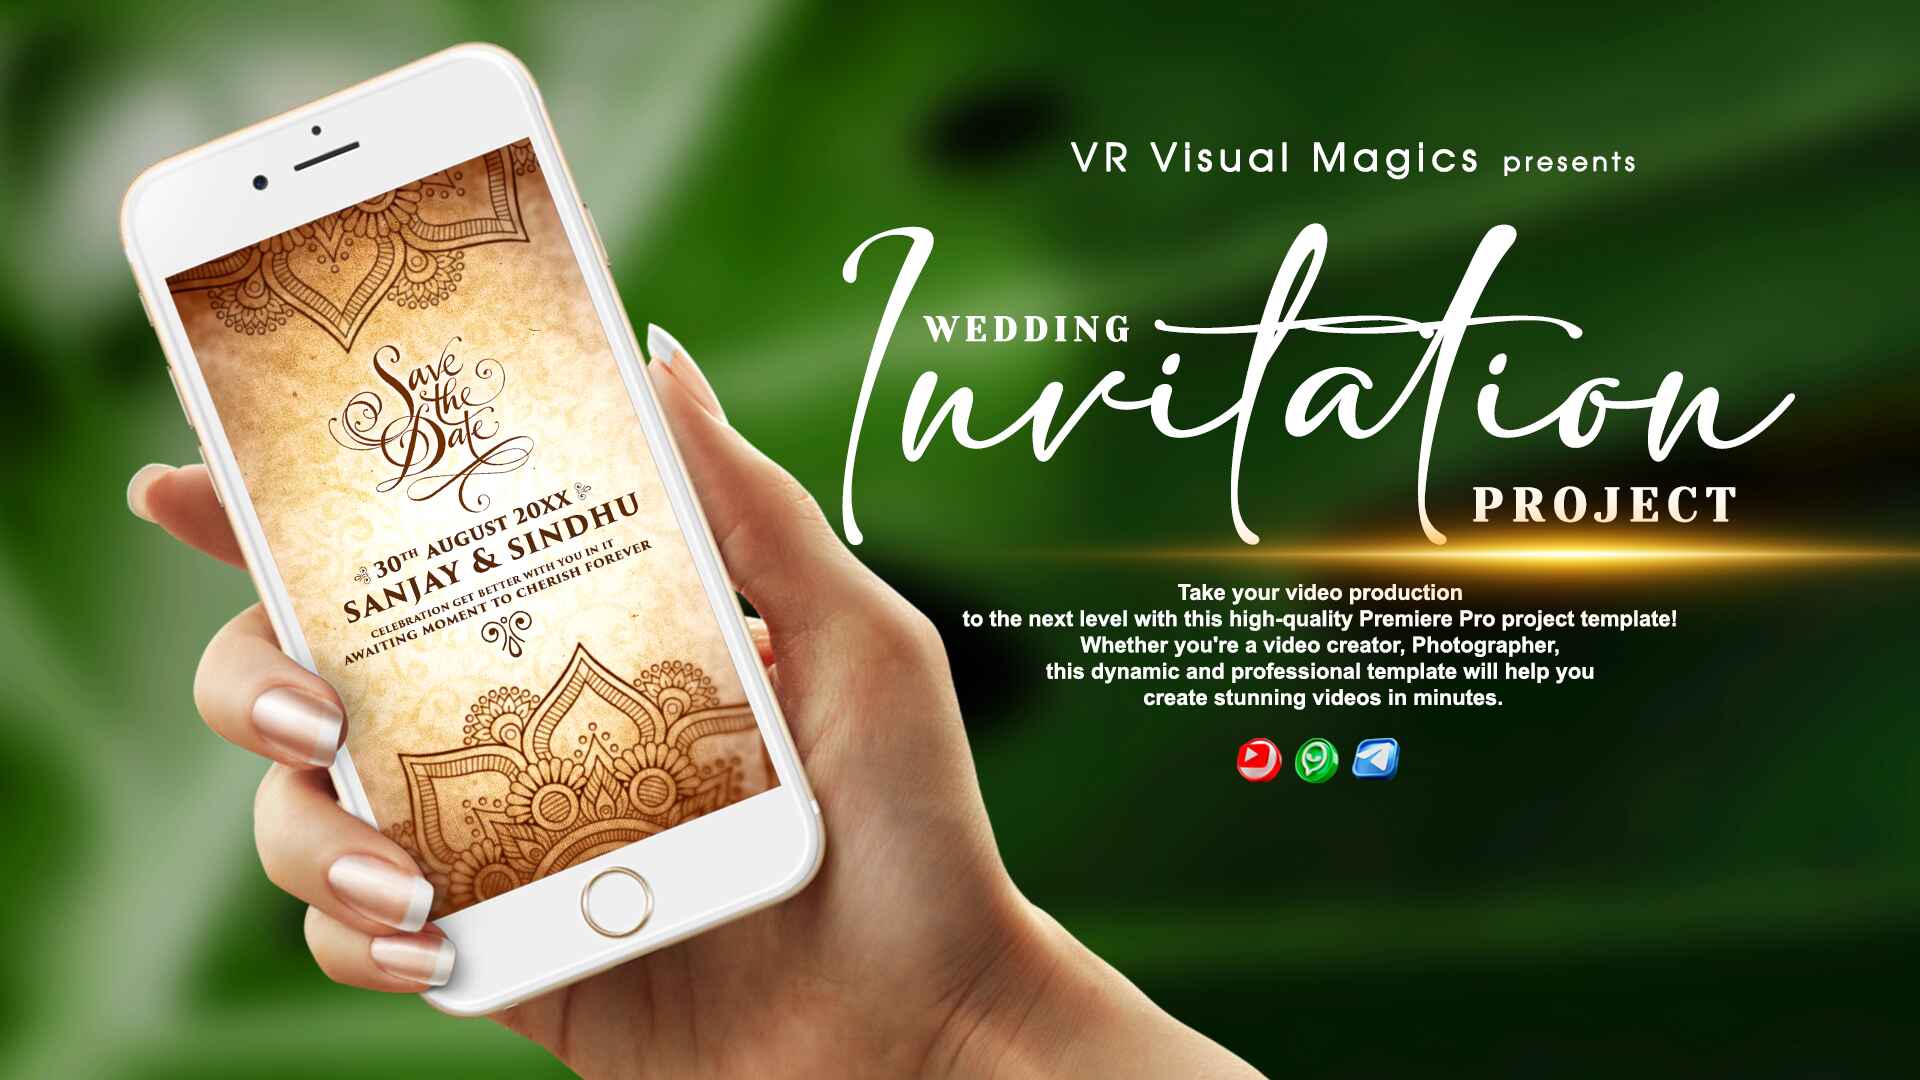 VR Visual Magics presents
WEDDING
Invitation
PROJECT
Take your video production
to the next level with this high-quality Premiere Pro project template!
Whether you're a video creator, Photographer,
this dynamic and professional template will help you
create stunning videos in minutes.
Save
the
Date
30TH AUGUST 20XX
SANJAY & SINDHU
CELEBRATION GET BETTER WITH YOU IN IT
AWAITING MOMENT TO CHERISH FOREVER